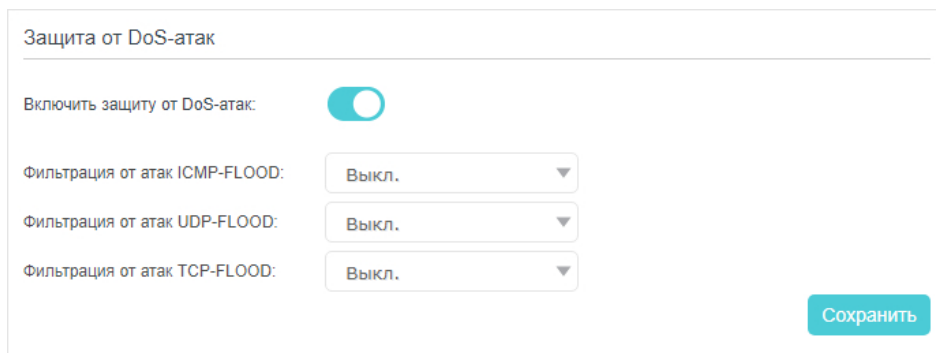 Защита от DoS-атак
Включить защиту от DoS-атак:
Фильтрация от атак ICMP-FLOOD: Выкл.
Фильтрация от атак UDP-FLOOD: Выкл.
Фильтрация от атак TCP-FLOOD: Выкл.
Сохранить